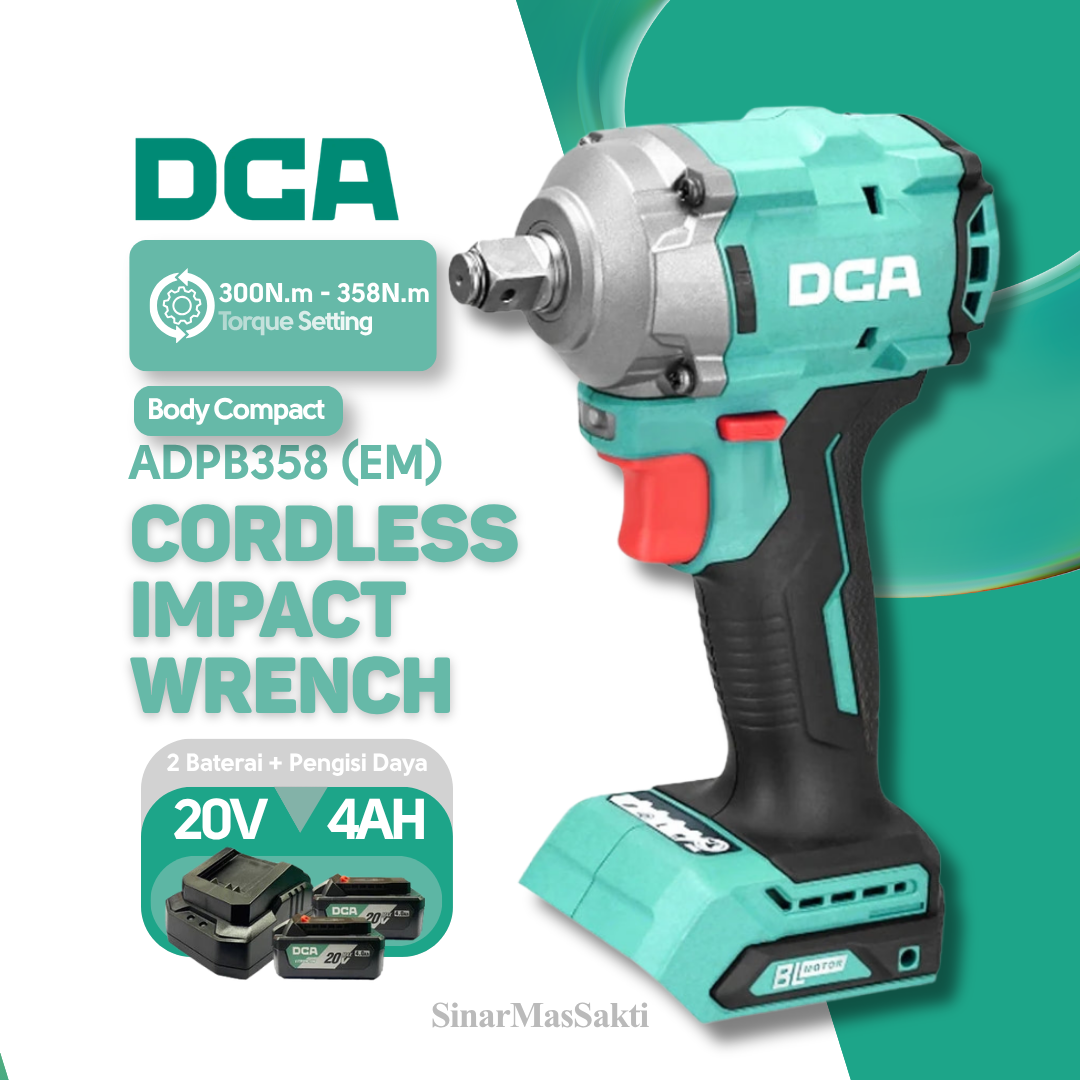 DCA
300N.m - 358N.m
Torque Setting
Body Compact
ADPB358 (EM)
CORDLESS
IMPACT
WRENCH
2 Baterai + Pengisi Daya
20V 4AH
DCA
20V
DCA
20V
DCA
BL MOTOR
SinarMasSakti